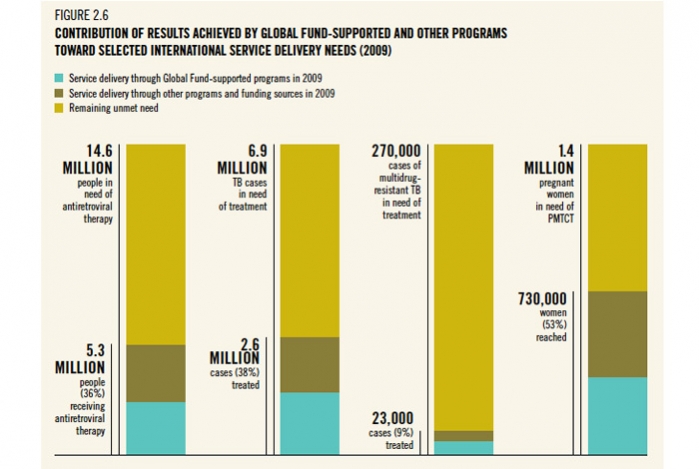 FIGURE 2.6
CONTRIBUTION OF RESULTS ACHIEVED BY GLOBAL FUND-SUPPORTED AND OTHER PROGRAMS
TOWARD SELECTED INTERNATIONAL SERVICE DELIVERY NEEDS (2009)
Service delivery through Global Fund-supported programs in 2009
Service delivery through other programs and funding sources in 2009
Remaining unmet need
14.6
MILLION
people in
need of
antiretroviral
therapy
5.3
MILLION
people
(36%)
receiving
antiretroviral
therapy
6.9
MILLION
TB cases
in need
of treatment
2.6
MILLION
cases (38%)
treated
270,000
cases of
multidrug-
resistant TB
in need of
treatment
23,000
cases (9%)
treated
1.4
MILLION
pregnant
women
in need of
PMTCT
730,000
women
(53%)
reached